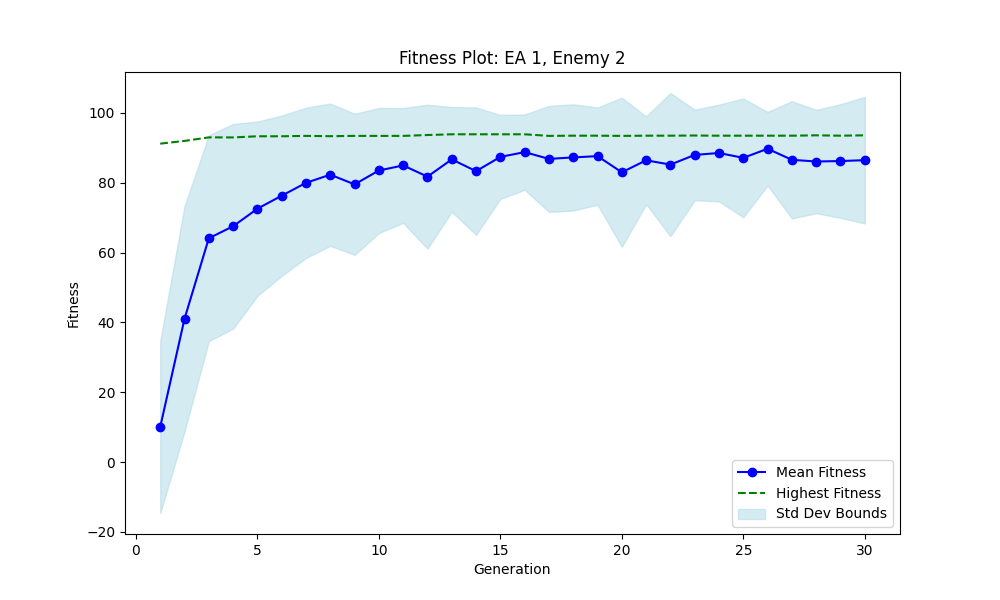 Fitness Plot: EA 1, Enemy 2
Fitness
100
80
60
40
20
0
−20
0 5 10 15 20 25 30
Generation
Mean Fitness
Highest Fitness
Std Dev Bounds